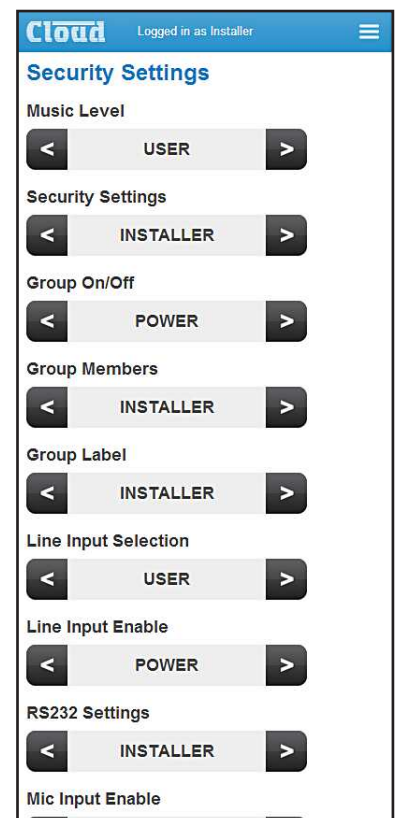 Cloud Logged in as Installer
Security Settings
Music Level
< USER >
Security Settings
< INSTALLER >
Group On/Off
< POWER >
Group Members
< INSTALLER >
Group Label
< INSTALLER >
Line Input Selection
< USER >
Line Input Enable
< POWER >
RS232 Settings
< INSTALLER >
Mic Input Enable